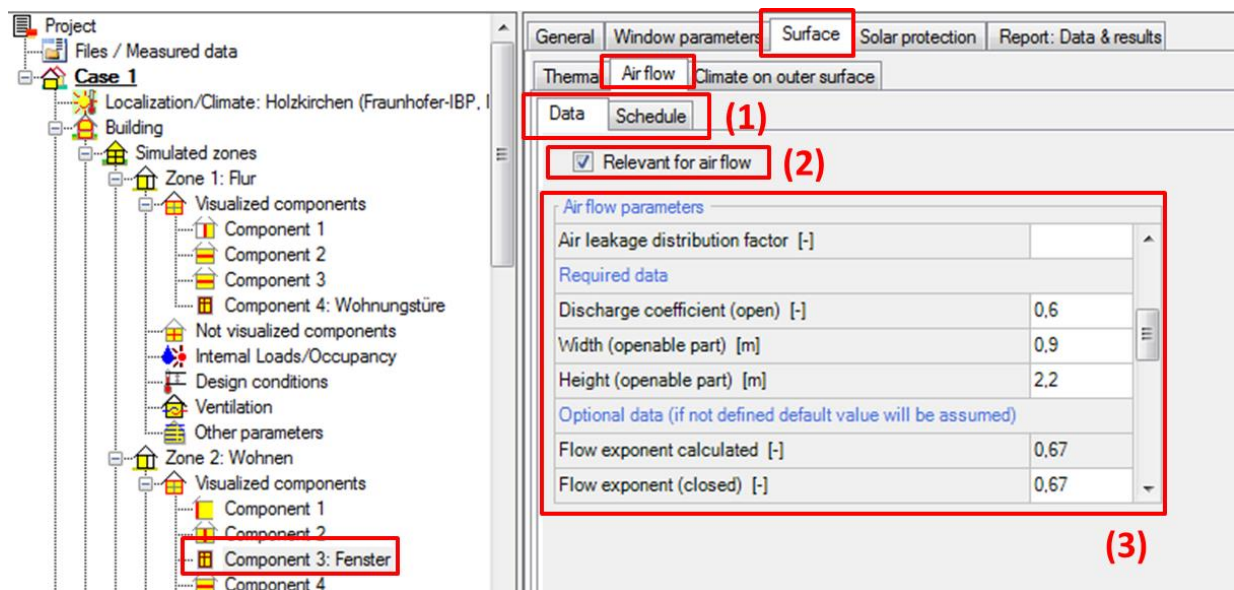 Project
Files / Measured data
Case 1
Localization/Climate: Holzkirchen (Fraunhofer-IBP, I
Building
Simulated zones
Zone 1: Flur
Visualized components
Component 1
Component 2
Component 3
Component 4: Wohnungstüre
Not visualized components
Internal Loads/Occupancy
Design conditions
Ventilation
Other parameters
Zone 2: Wohnen
Visualized components
Component 1
Component 2
Component 3: Fenster
Component 4
General Window parameters Surface Solar protection Report: Data & results
Thermal Air flow Climate on outer surface
Data Schedule (1)
Relevant for air flow (2)
Air flow parameters
Air leakage distribution factor [-]
Required data
Discharge coefficient (open) [-] 0,6
Width (openable part) [m] 0,9
Height (openable part) [m] 2,2
Optional data (if not defined default value will be assumed)
Flow exponent calculated [-] 0,67
Flow exponent (closed) [-] 0,67
(3)